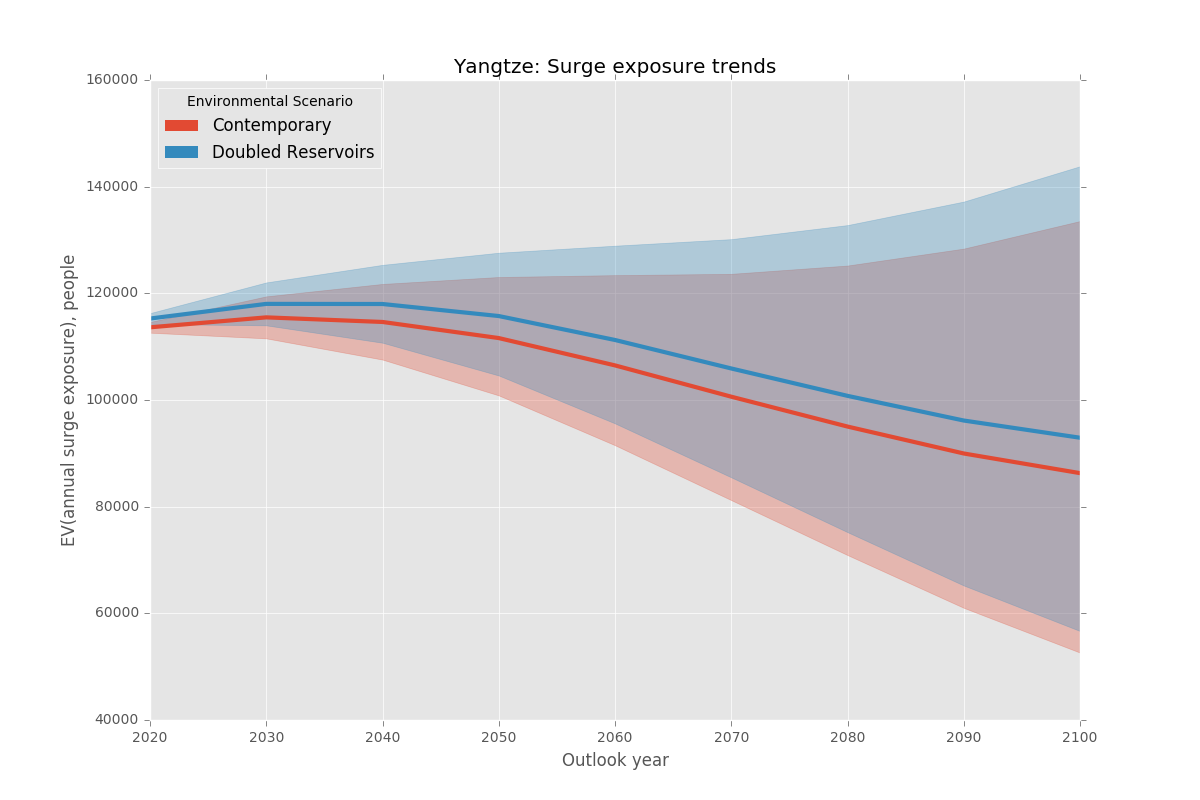 Yangtze: Surge exposure trends
160000
140000
120000
100000
80000
60000
40000
EV(annual surge exposure), people
Environmental Scenario
Contemporary
Doubled Reservoirs
2020 2030 2040 2050 2060 2070 2080 2090 2100
Outlook year